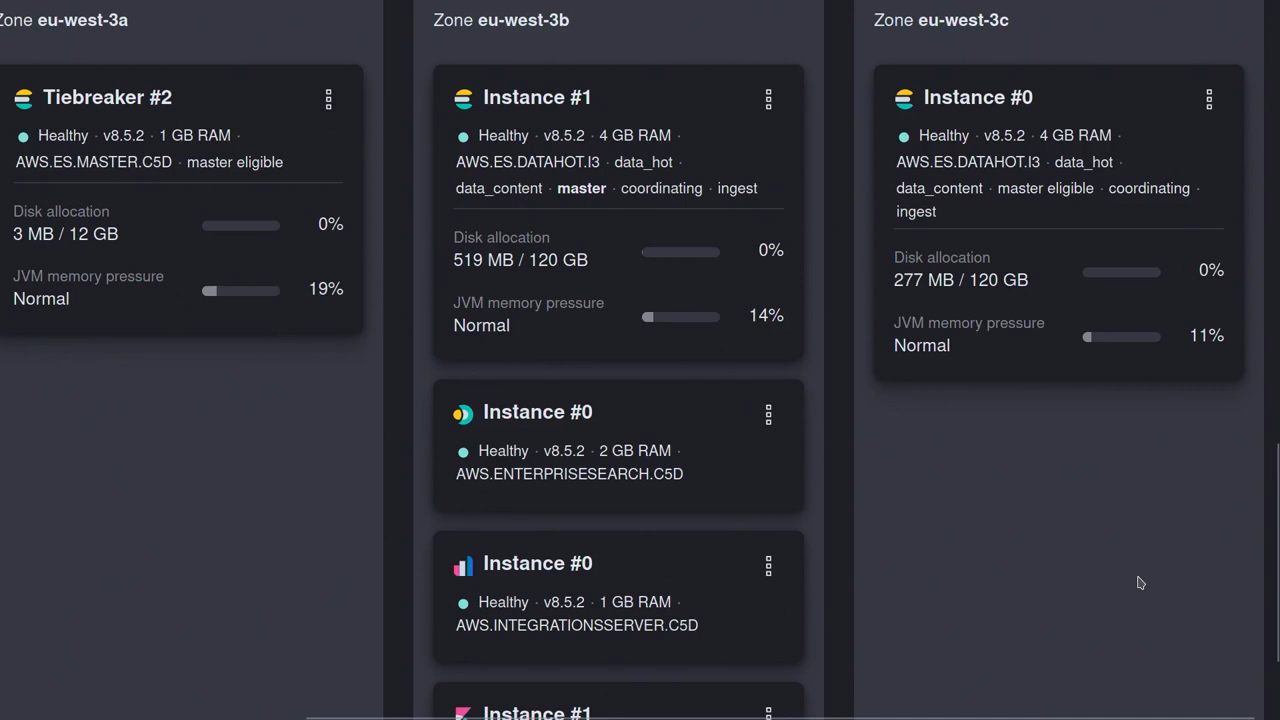 Zone eu-west-3a
Tiebreaker #2
Healthy · v8.5.2 · 1 GB RAM ·
AWS.ES.MASTER.C5D · master eligible
Disk allocation
3 MB / 12 GB
0%
JVM memory pressure
Normal
19%
Zone eu-west-3b
Instance #1
Healthy · v8.5.2 · 4 GB RAM ·
AWS.ES.DATAHOT.I3 · data_hot ·
data_content · master · coordinating · ingest
Disk allocation
519 MB / 120 GB
0%
JVM memory pressure
Normal
14%
Instance #0
Healthy · v8.5.2 · 2 GB RAM ·
AWS.ENTERPRISESEARCH.C5D
Instance #0
Healthy · v8.5.2 · 1 GB RAM ·
AWS.INTEGRATIONSSERVER.C5D
Instance #1
Zone eu-west-3c
Instance #0
Healthy · v8.5.2 · 4 GB RAM ·
AWS.ES.DATAHOT.I3 · data_hot ·
data_content · master eligible · coordinating ·
ingest
Disk allocation
277 MB / 120 GB
0%
JVM memory pressure
Normal
11%